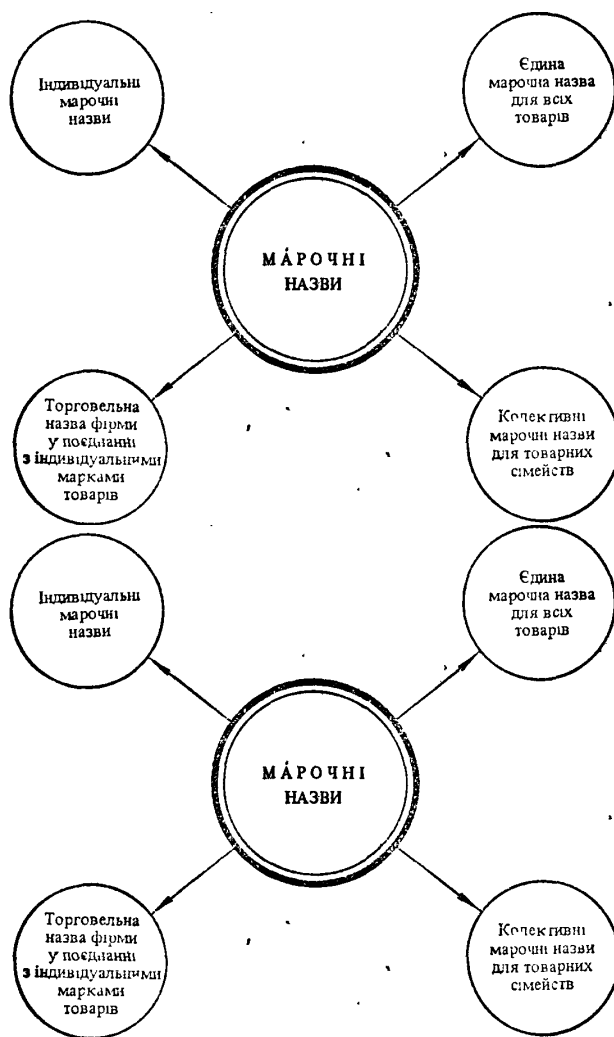 Індивідуальні
марочні
назви
Єдина
марочна назва
для всіх
товарів
МАРОЧНІ
НАЗВИ
Торговельна
назва фірми
у поєднанні
з індивідуальними
марками
товарів
Колективні
марочні назви
для товарних
сімейств
Індивідуальні
марочні
назви
Єдина
марочна назва
для всіх
товарів
МАРОЧНІ
НАЗВИ
Торговельна
назва фірми
у поєднанні
з індивідуальними
марками
товарів
Колективні
марочні назви
для товарних
сімейств